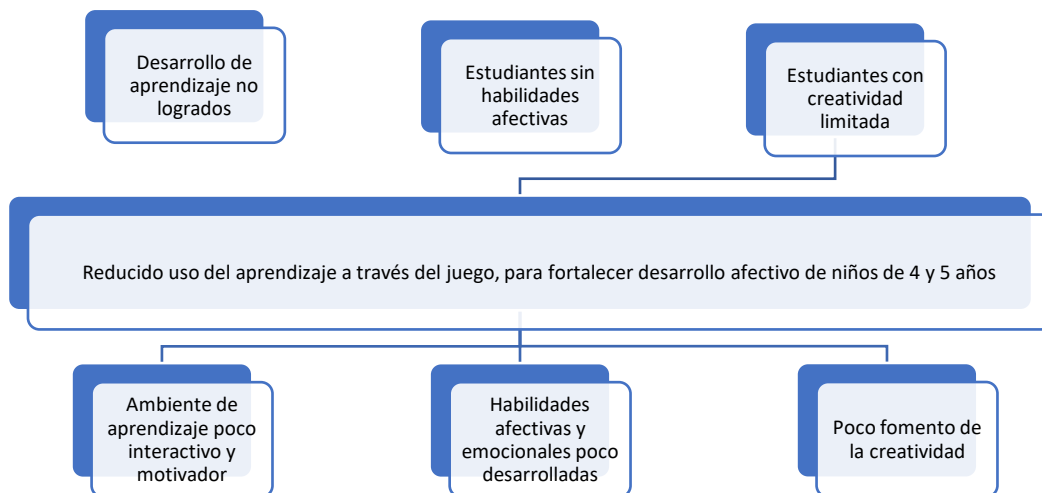 Desarrollo de
aprendizaje no
logrados
Estudiantes sin
habilidades
afectivas
Estudiantes con
creatividad
limitada
Reducido uso del aprendizaje a través del juego, para fortalecer desarrollo afectivo de niños de 4 y 5 años
Ambiente de
aprendizaje poco
interactivo y
motivador
Habilidades
afectivas y
emocionales poco
desarrolladas
Poco fomento de
la creatividad